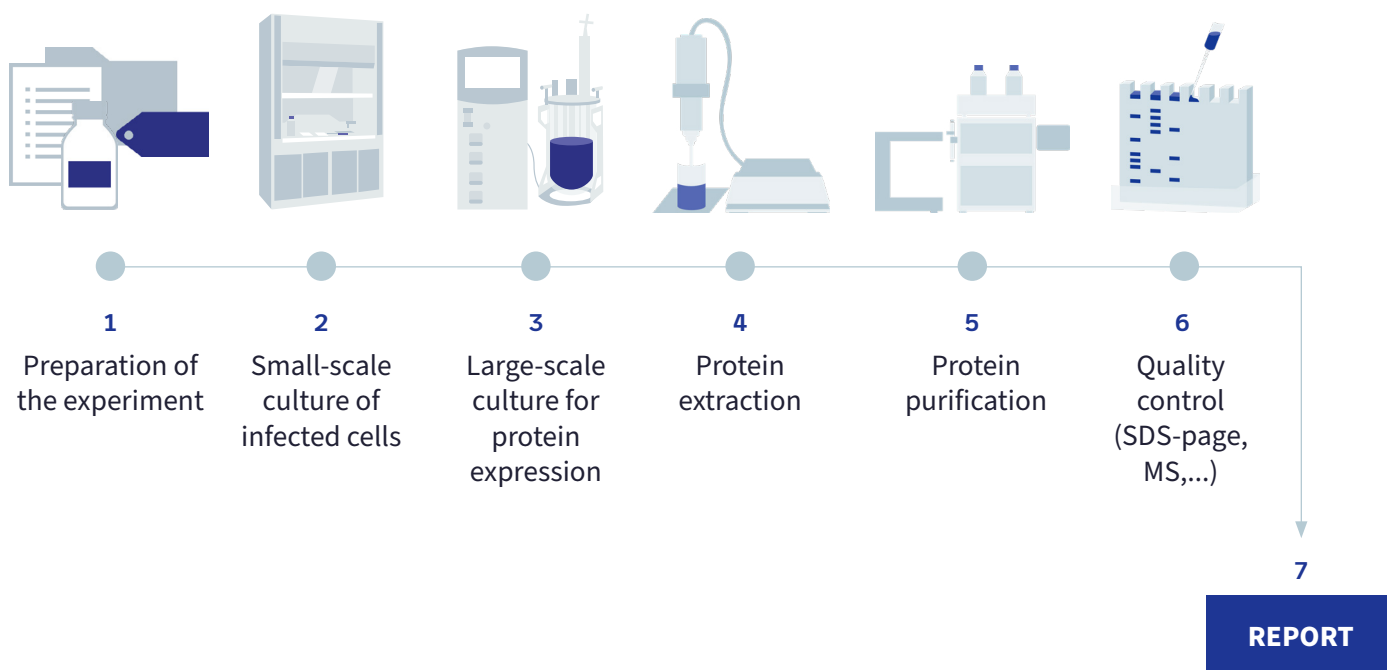 1
Preparation of
the experiment
2
Small-scale
culture of
infected cells
3
Large-scale
culture for
protein
expression
4
Protein
extraction
5
Protein
purification
6
Quality
control
(SDS-page,
MS,...)
7
REPORT